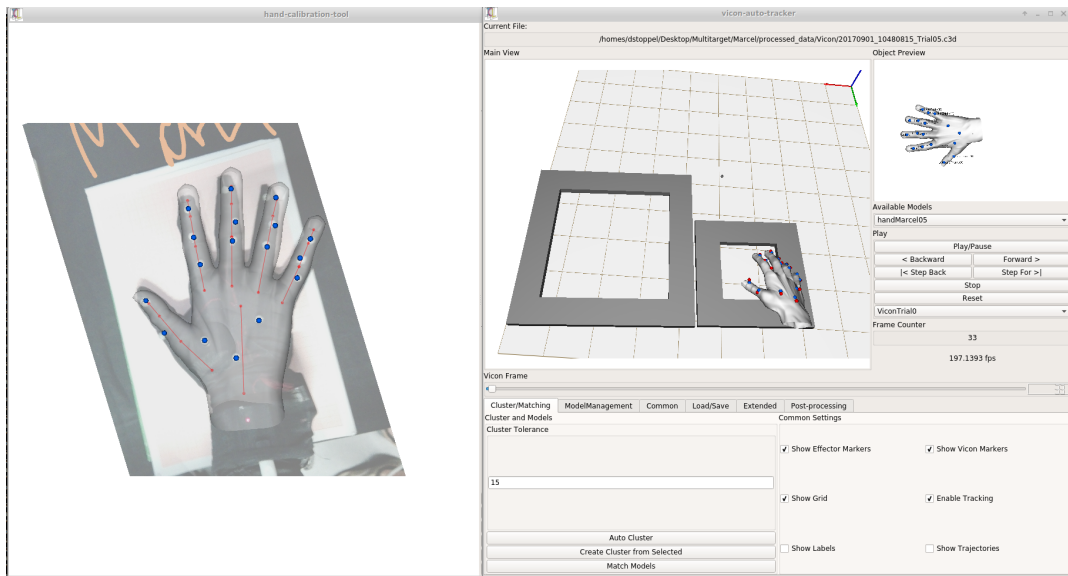 hand-calibration-tool
vicon-auto-tracker
Current File:
/homes/dstoppel/Desktop/Multitarget/Marcel/processed_data/Vicon/20170901_10480815_Trial05.c3d
Main View
Object Preview
Available Models
handMarcel05
Play
Play/Pause
< Backward
Forward >
|< Step Back
Step For >|
Stop
Reset
ViconTrial0
Frame Counter
33
197.1393 fps
Vicon Frame
Cluster/Matching
ModelManagement
Common
Load/Save
Extended
Post-processing
Cluster and Models
Common Settings
Cluster Tolerance
Show Effector Markers
Show Vicon Markers
15
Show Grid
Enable Tracking
Auto Cluster
Create Cluster from Selected
Show Labels
Show Trajectories
Match Models